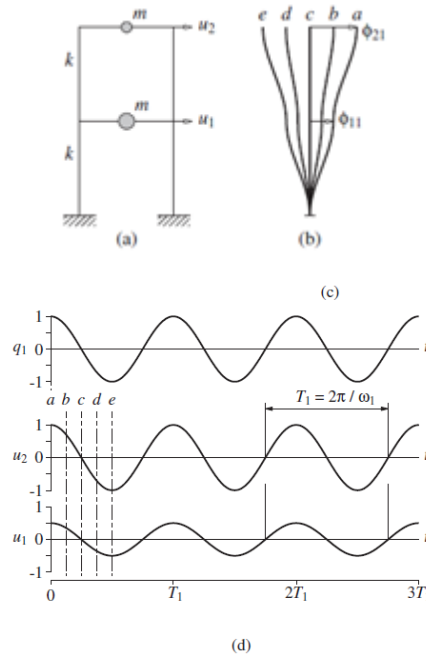 m
u₂
k
m
u₁
k
(a)
e d c b a
ϕ₂₁
ϕ₁₁
(b)
(c)
1
q₁ 0
-1
a b c d e
T₁ = 2π / ω₁
1
u₂ 0
-1
1
u₁ 0
-1
0 T₁ 2T₁ 3T
(d)